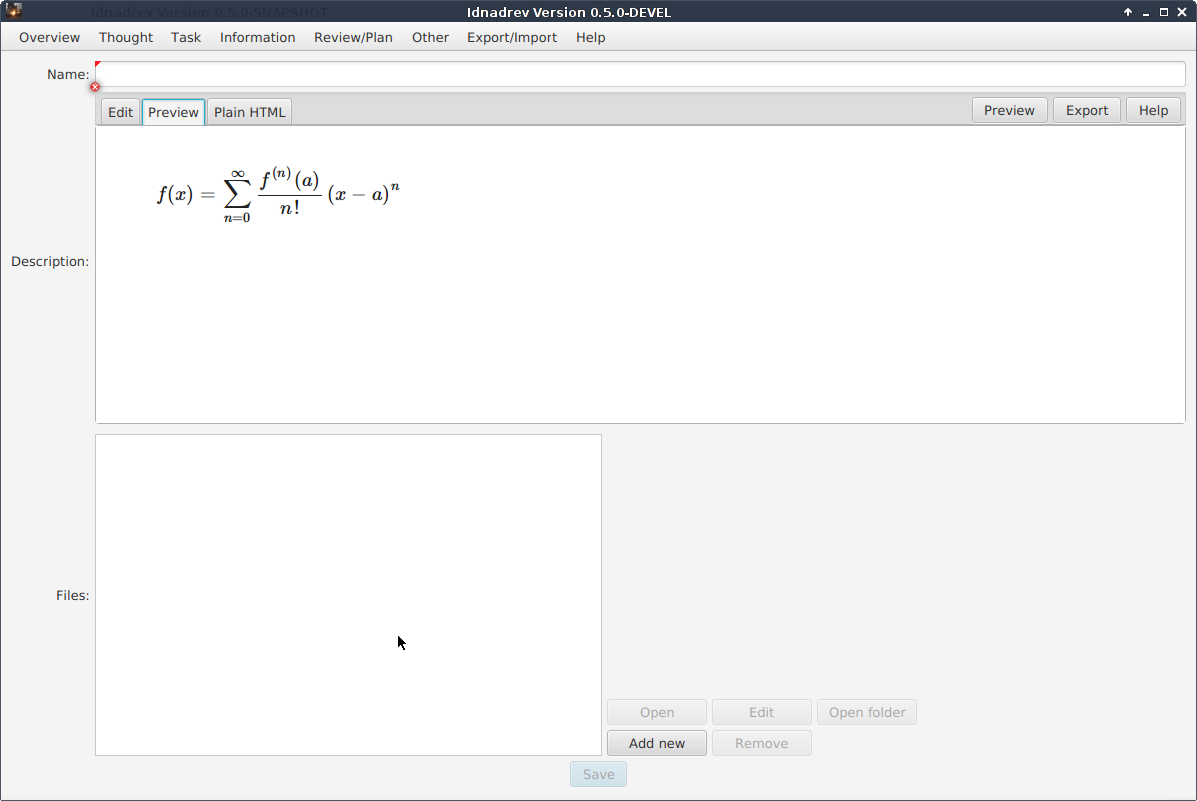 Idnadrev Version 0.5.0-SNAPSHOT Idnadrev Version 0.5.0-DEVEL
Overview Thought Task Information Review/Plan Other Export/Import Help
Name:
Edit Preview Plain HTML Preview Export Help
f(x) = ∑_{n=0}^{∞} \frac{f^{(n)}(a)}{n!} (x − a)^n
Description:
Files:
Open Edit Open folder
Add new Remove
Save